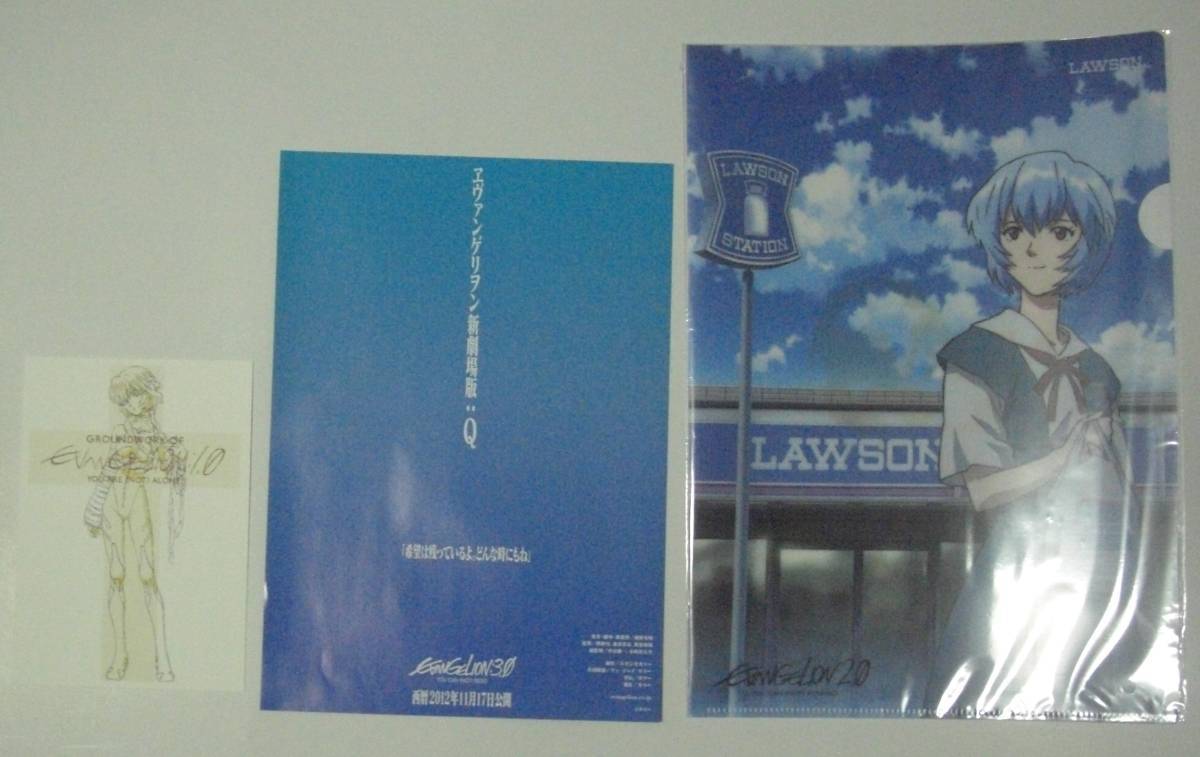 GROUNDWORK OF
EVANGELION 1.0
YOU ARE (NOT) ALONE
ヱヴァンゲリヲン新劇場版:Q
「希望は残っているよ。どんな時にもね」
EVANGELION 3.0
YOU CAN (NOT) REDO.
西暦2012年11月17日公開
LAWSON
LAWSON
STATION
LAWSON
EVANGELION 2.0